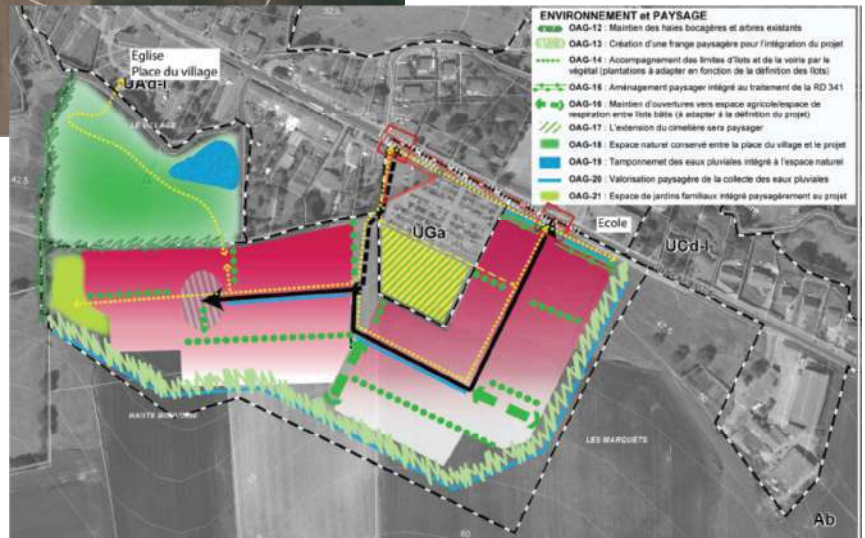 Eglise
Place du village
UAd-l
LE VILLAGE
42.5
UGa
Ecole
UCd-l
LES MARQUETS
Ab
60
ENVIRONNEMENT et PAYSAGE
OAG-12 : Maintien des haies bocagères et arbres existants
OAG-13 : Création d'une frange paysagère pour l'intégration du projet
OAG-14 : Accompagnement des limites d'îlots et de la voirie par le
végétal (plantations à adapter en fonction de la définition des îlots)
OAG-15 : Aménagement paysager intégré au traitement de la RD 341
OAG-16 : Maintien d'ouvertures vers espace agricole/espace de
respiration entre îlots bâtis (à adapter à la définition du projet)
OAG-17 : L'extension du cimetière sera paysager
OAG-18 : Espace naturel conservé entre la place du village et le projet
OAG-19 : Tamponnement des eaux pluviales intégré à l'espace naturel
OAG-20 : Valorisation paysagère de la collecte des eaux pluviales
OAG-21 : Espace de jardins familiaux intégré paysagèrement au projet